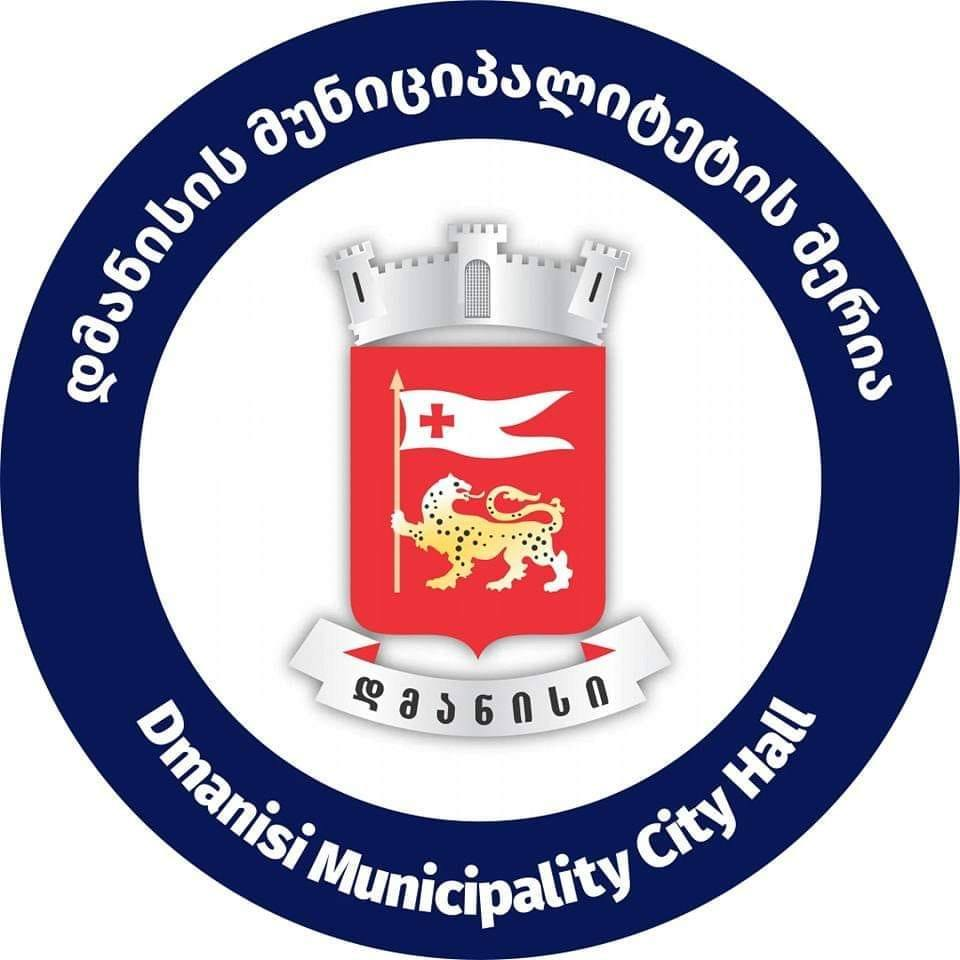 დმანისის მუნიციპალიტეტის მერია
დმანისი
Dmanisi Municipality City Hall